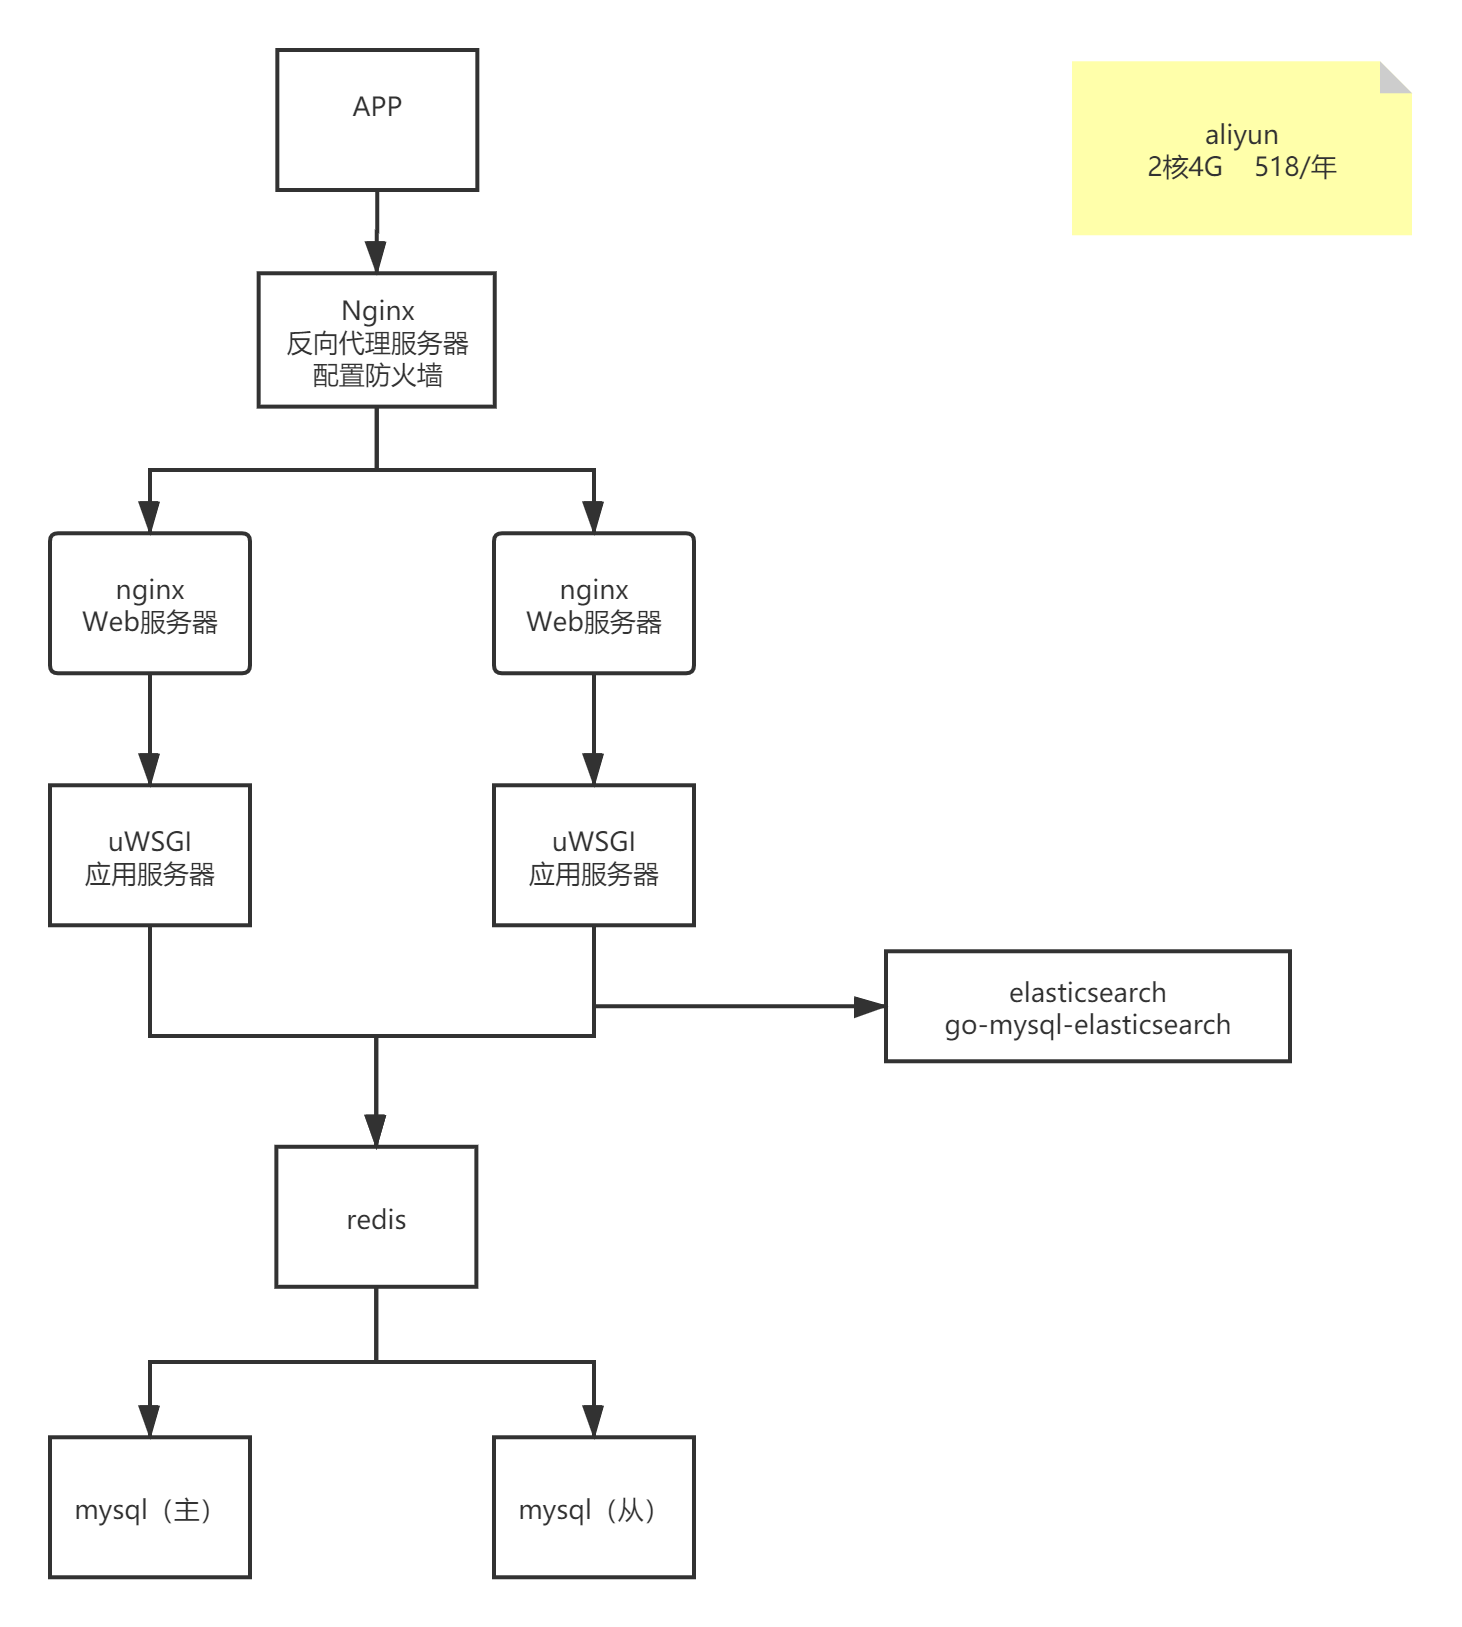 APP
aliyun
2核4G 518/年
Nginx
反向代理服务器
配置防火墙
nginx
Web服务器
nginx
Web服务器
uWSGI
应用服务器
uWSGI
应用服务器
elasticsearch
go-mysql-elasticsearch
redis
mysql（主）
mysql（从）